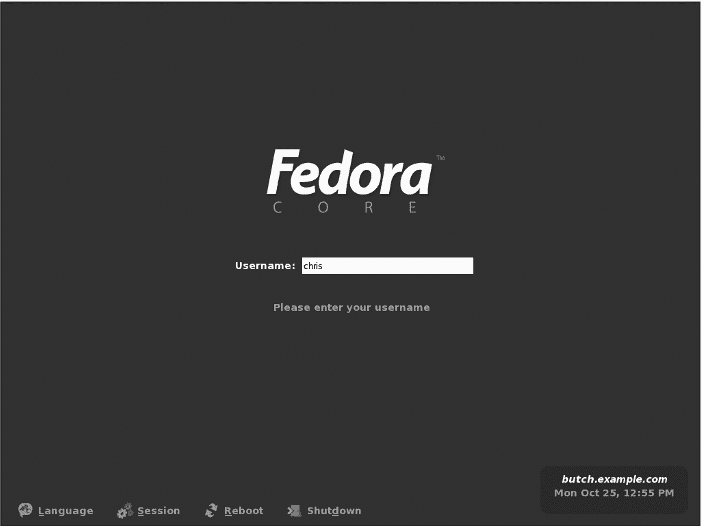 Fedora™
CORE
Username: chris
Please enter your username
butch.example.com
Mon Oct 25, 12:55 PM
Language Session Reboot Shutdown